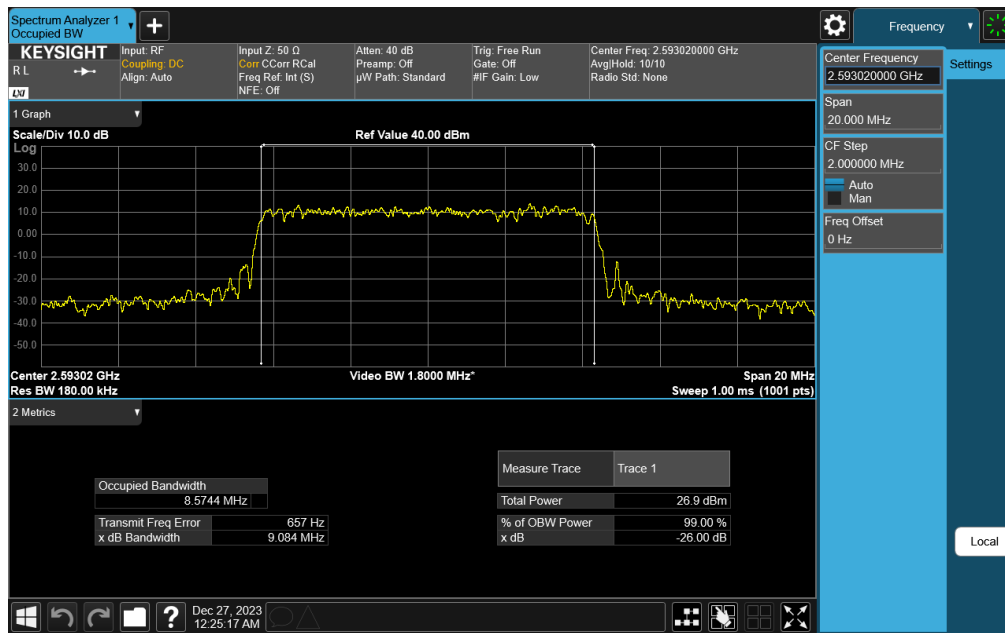 Spectrum Analyzer 1
Occupied BW
Frequency
KEYSIGHT
R L
LXI
Input: RF
Coupling: DC
Align: Auto
Input Z: 50 Ω
Corr CCorr RCal
Freq Ref: Int (S)
NFE: Off
Atten: 40 dB
Preamp: Off
µW Path: Standard
Trig: Free Run
Gate: Off
#IF Gain: Low
Center Freq: 2.593020000 GHz
Avg|Hold: 10/10
Radio Std: None
Center Frequency
2.593020000 GHz
Settings
Span
20.000 MHz
CF Step
2.000000 MHz
Auto
Man
Freq Offset
0 Hz
1 Graph
Scale/Div 10.0 dB
Ref Value 40.00 dBm
Log
30.0
20.0
10.0
0.00
-10.0
-20.0
-30.0
-40.0
-50.0
Center 2.59302 GHz
Video BW 1.8000 MHz*
Span 20 MHz
Res BW 180.00 kHz
Sweep 1.00 ms (1001 pts)
2 Metrics
Measure Trace Trace 1
Occupied Bandwidth
8.5744 MHz
Total Power 26.9 dBm
Transmit Freq Error 657 Hz
% of OBW Power 99.00 %
x dB Bandwidth 9.084 MHz
x dB -26.00 dB
Local
?
Dec 27, 2023
12:25:17 AM